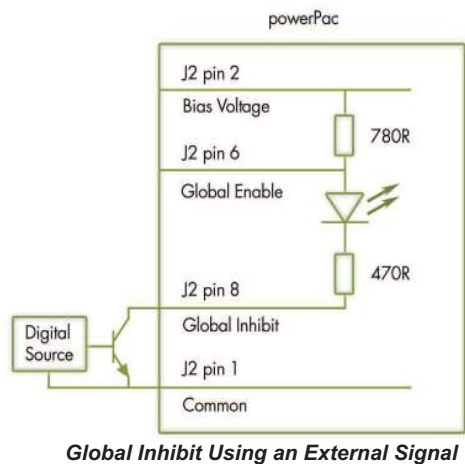 powerPac
J2 pin 2
Bias Voltage
780R
J2 pin 6
Global Enable
470R
J2 pin 8
Global Inhibit
Digital
Source
J2 pin 1
Common
Global Inhibit Using an External Signal